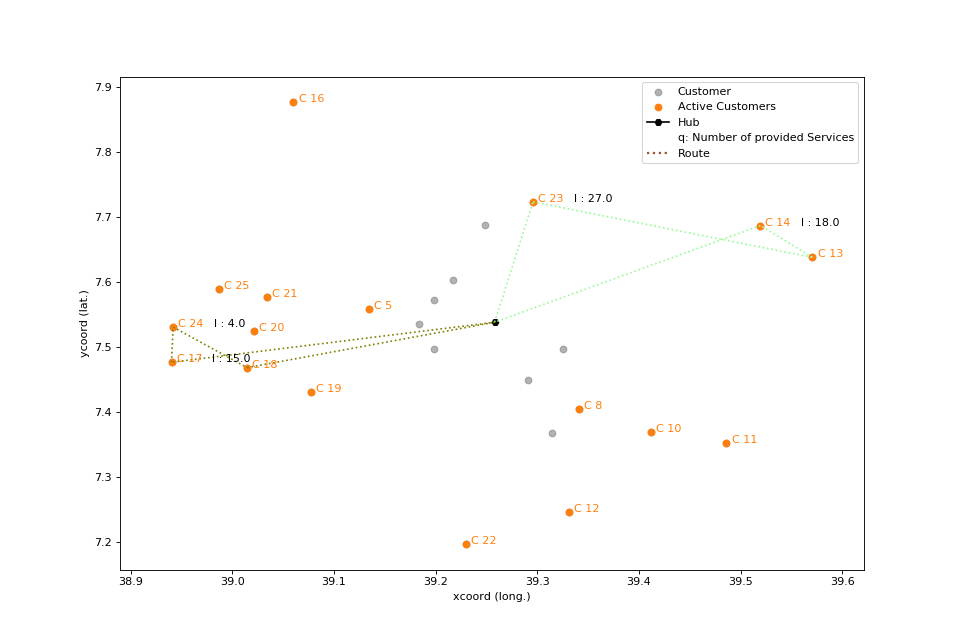 7.9
7.8
7.7
7.6
7.5
7.4
7.3
7.2
ycoord (lat.)
38.9 39.0 39.1 39.2 39.3 39.4 39.5 39.6
xcoord (long.)
Customer
Active Customers
Hub
q: Number of provided Services
Route
C 16
C 23 l : 27.0
C 14 l : 18.0
C 13
C 25
C 21
C 5
C 24 l : 4.0
C 20
C 17 l : 15.0
C 18
C 19
C 8
C 10
C 11
C 12
C 22